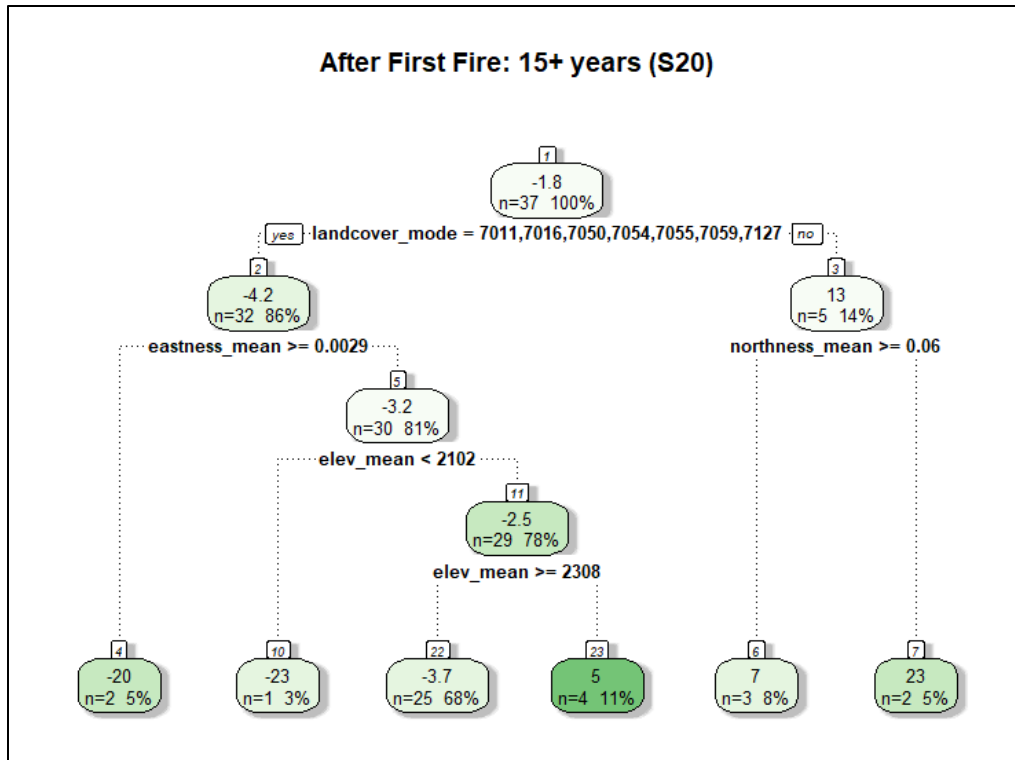 After First Fire: 15+ years (S20)
1
-1.8
n=37 100%
yes landcover_mode = 7011,7016,7050,7054,7055,7059,7127 no
2
-4.2
n=32 86%
3
13
n=5 14%
eastness_mean >= 0.0029
northness_mean >= 0.06
5
-3.2
n=30 81%
elev_mean < 2102
11
-2.5
n=29 78%
elev_mean >= 2308
4
-20
n=2 5%
10
-23
n=1 3%
22
-3.7
n=25 68%
23
5
n=4 11%
6
7
n=3 8%
7
23
n=2 5%